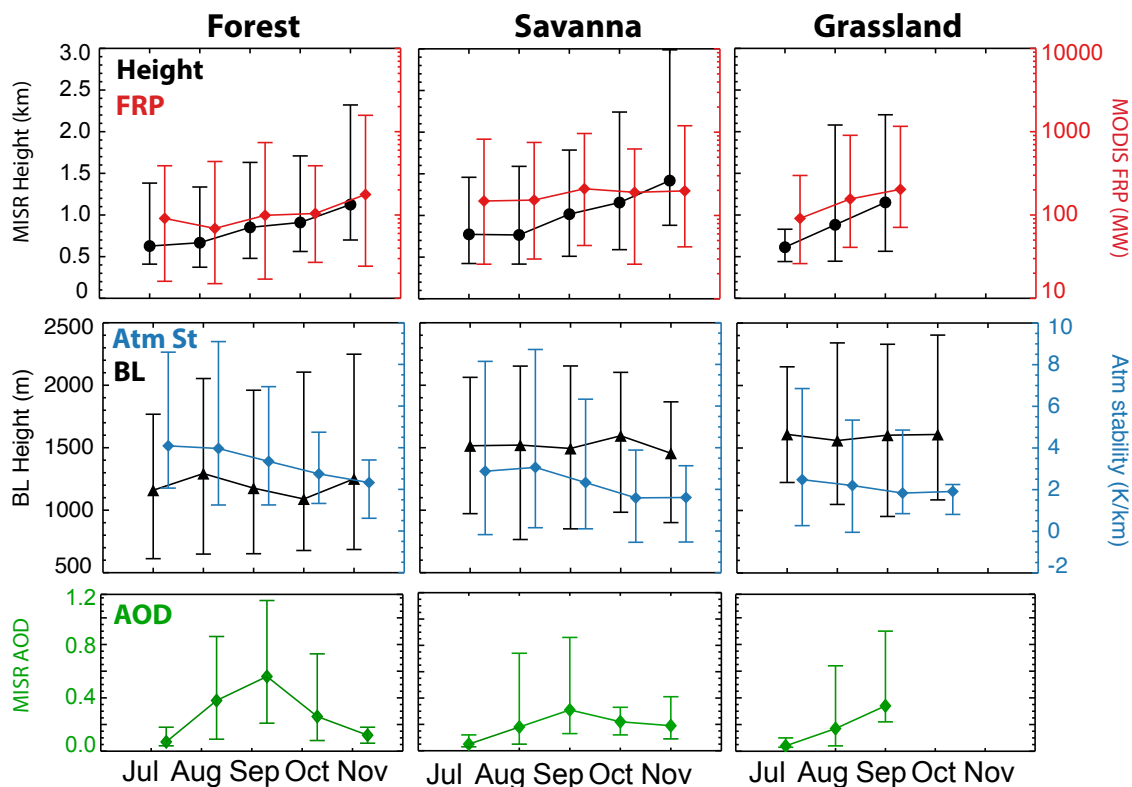 Forest Savanna Grassland
3.0 10000
Height
2.5
FRP
2.0 1000
1.5
1.0 100
0.5
0 10
MISR Height (km)
MODIS FRP (MW)
2500 10
Atm St
8
BL
2000 6
1500 4
2
1000 0
500 -2
BL Height (m)
Atm stability (K/km)
1.2
AOD
0.8
0.4
0.0
MISR AOD
Jul Aug Sep Oct Nov Jul Aug Sep Oct Nov Jul Aug Sep Oct Nov